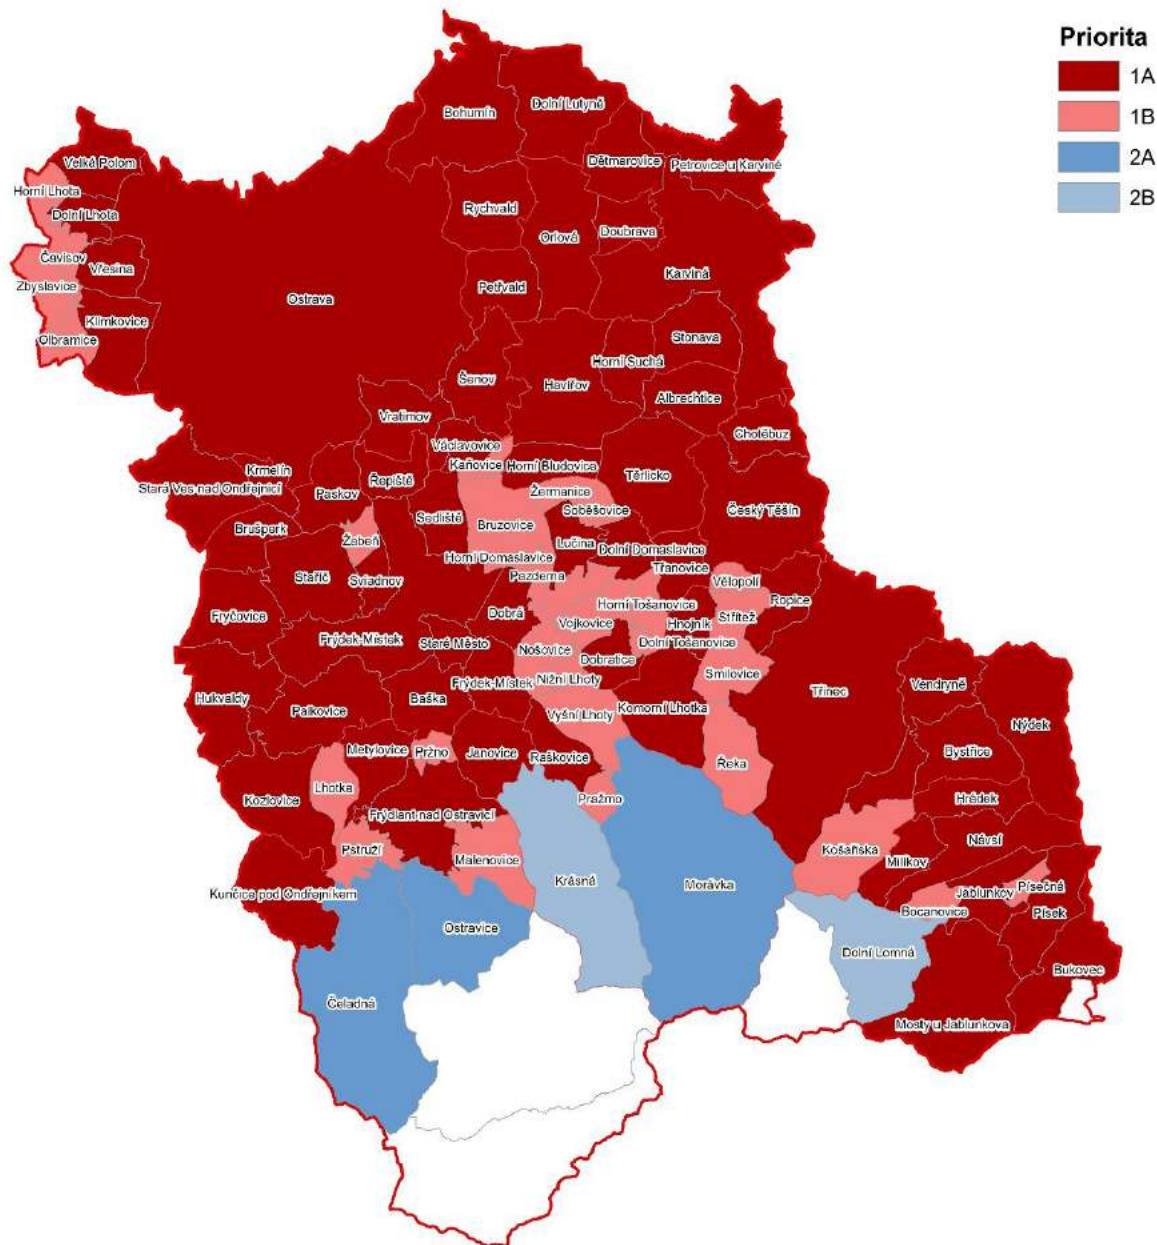 Priorita
1A
1B
2A
2B
Bohumín
Dolní Lutyně
Velká Polom
Dětmarovice
Petrovice u Karviné
Horní Lhota
Dolní Lhota
Rychvald
Orlová
Doubrava
Čavisov
Vřesina
Karviná
Zbyslavice
Petřvald
Ostrava
Klimkovice
Olbramice
Stonava
Horní Suchá
Šenov
Havířov
Albrechtice
Vratimov
Chotěbuz
Václavovice
Kaňovice
Horní Bludovice
Těrlicko
Krmelín
Stará Ves nad Ondřejnicí
Paskov
Řepiště
Žermanice
Soběšovice
Český Těšín
Sedliště
Bruzovice
Brušperk
Žabeň
Lučina
Dolní Domaslavice
Horní Domaslavice
Třanovice
Staříč
Sviadnov
Pazderna
Vělopolí
Ropice
Fryčovice
Dobrá
Horní Tošanovice
Vojkovice
Hnojník
Střítež
Frýdek-Místek
Staré Město
Nošovice
Dolní Tošanovice
Dobratice
Smilovice
Frýdek-Místek
Nižní Lhoty
Třinec
Vendryně
Hukvaldy
Palkovice
Baška
Vyšní Lhoty
Komorní Lhotka
Nýdek
Metylovice
Pržno
Janovice
Raškovice
Řeka
Bystřice
Lhotka
Kozlovice
Pražmo
Hrádek
Frýdlant nad Ostravicí
Pstruží
Malenovice
Košařiska
Milíkov
Návsí
Kunčice pod Ondřejníkem
Krásná
Morávka
Jablunkov
Písečná
Bocanovice
Písek
Ostravice
Dolní Lomná
Bukovec
Čeladná
Mosty u Jablunkova